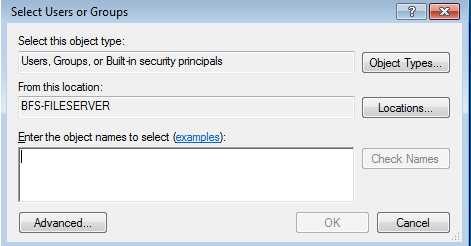 Select Users or Groups
Select this object type:
Users, Groups, or Built-in security principals
Object Types...
From this location:
BFS-FILESERVER
Locations...
Enter the object names to select (examples):
Check Names
Advanced...
OK
Cancel